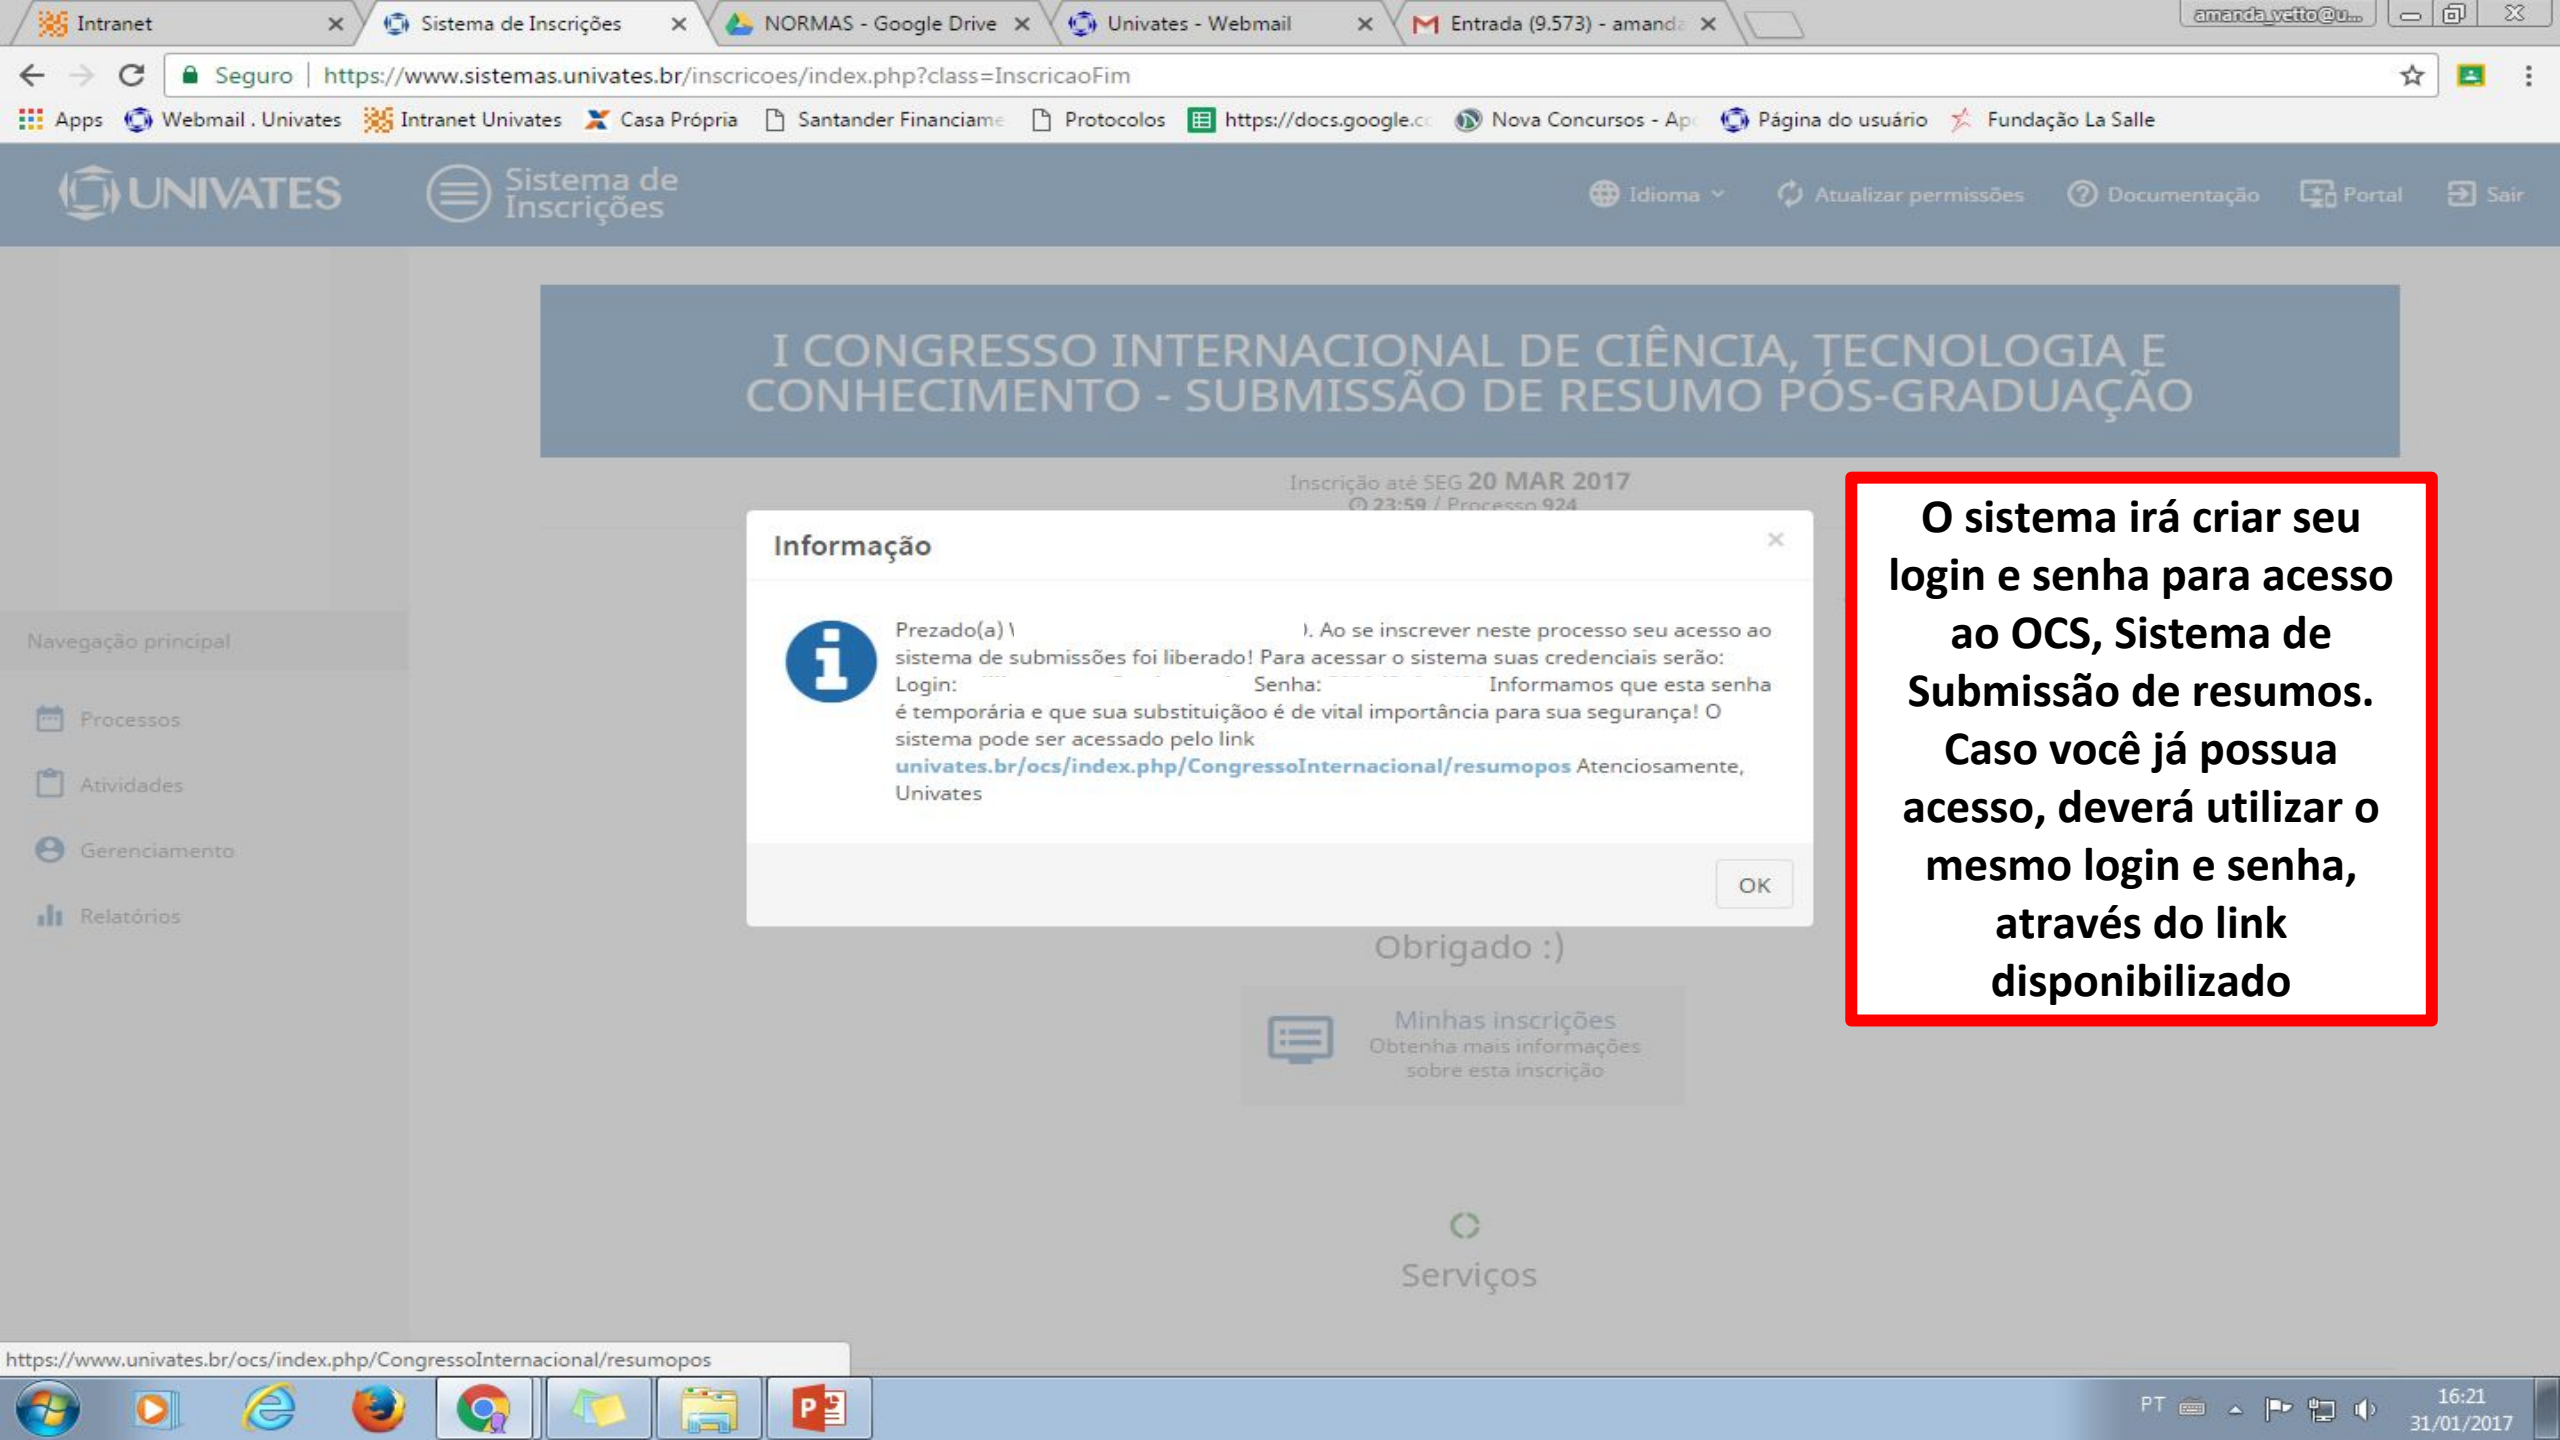 Intranet
Sistema de Inscrições
NORMAS - Google Drive
Univates - Webmail
Entrada (9.573) - amanda
amanda_vetto@u...
Seguro | https://www.sistemas.univates.br/inscricoes/index.php?class=InscricaoFim
Apps Webmail . Univates Intranet Univates Casa Própria Santander Financiame Protocolos https://docs.google.co Nova Concursos - Apo Página do usuário Fundação La Salle
UNIVATES
Sistema de
Inscrições
Idioma Atualizar permissões Documentação Portal Sair
I CONGRESSO INTERNACIONAL DE CIÊNCIA, TECNOLOGIA E
CONHECIMENTO - SUBMISSÃO DE RESUMO PÓS-GRADUAÇÃO
Inscrição até SEG 20 MAR 2017
23:59 / Processo 924
Navegação principal
Processos
Atividades
Gerenciamento
Relatórios
Informação
Prezado(a) ). Ao se inscrever neste processo seu acesso ao
sistema de submissões foi liberado! Para acessar o sistema suas credenciais serão:
Login: Senha: Informamos que esta senha
é temporária e que sua substituiçãoo é de vital importância para sua segurança! O
sistema pode ser acessado pelo link
univates.br/ocs/index.php/CongressoInternacional/resumopos Atenciosamente,
Univates
OK
O sistema irá criar seu
login e senha para acesso
ao OCS, Sistema de
Submissão de resumos.
Caso você já possua
acesso, deverá utilizar o
mesmo login e senha,
através do link
disponibilizado
Obrigado :)
Minhas inscrições
Obtenha mais informações
sobre esta inscrição
Serviços
https://www.univates.br/ocs/index.php/CongressoInternacional/resumopos
PT
16:21
31/01/2017